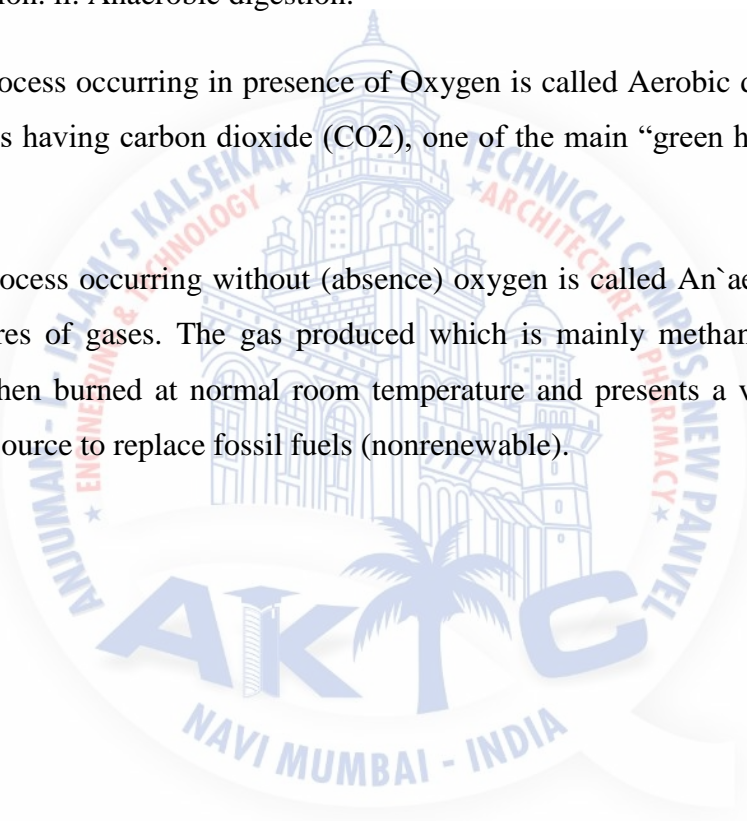 ion. ii. Anaerobic digestion.
ocess occurring in presence of Oxygen is called Aerobic
s having carbon dioxide (CO2), one of the main “green
ocess occurring without (absence) oxygen is called An`ae
res of gases. The gas produced which is mainly methan
hen burned at normal room temperature and presents a
ource to replace fossil fuels (nonrenewable).
ANJUMAN - I - ISLAM'S KALSEKAR TECHNICAL CAMPUS NEW PANVEL
ENGINEERING & TECHNOLOGY ARCHITECTURE PHARMACY
AKTC
NAVI MUMBAI - INDIA